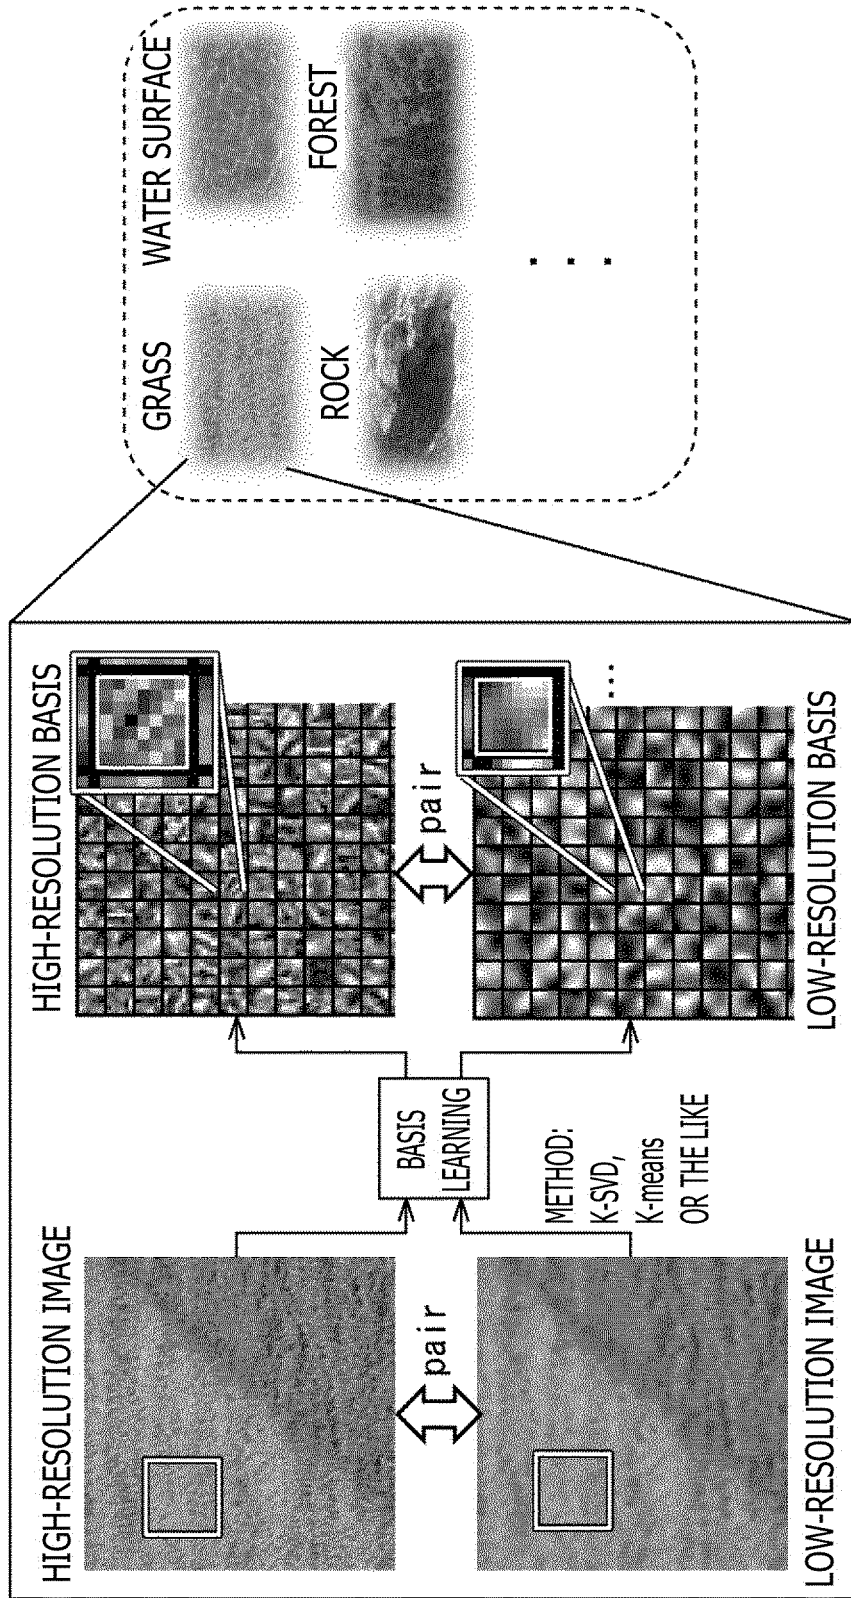 HIGH-RESOLUTION IMAGE
pair
LOW-RESOLUTION IMAGE
BASIS
LEARNING
METHOD:
K-SVD,
K-means
OR THE LIKE
HIGH-RESOLUTION BASIS
pair
LOW-RESOLUTION BASIS
...
GRASS
WATER SURFACE
ROCK
FOREST
...